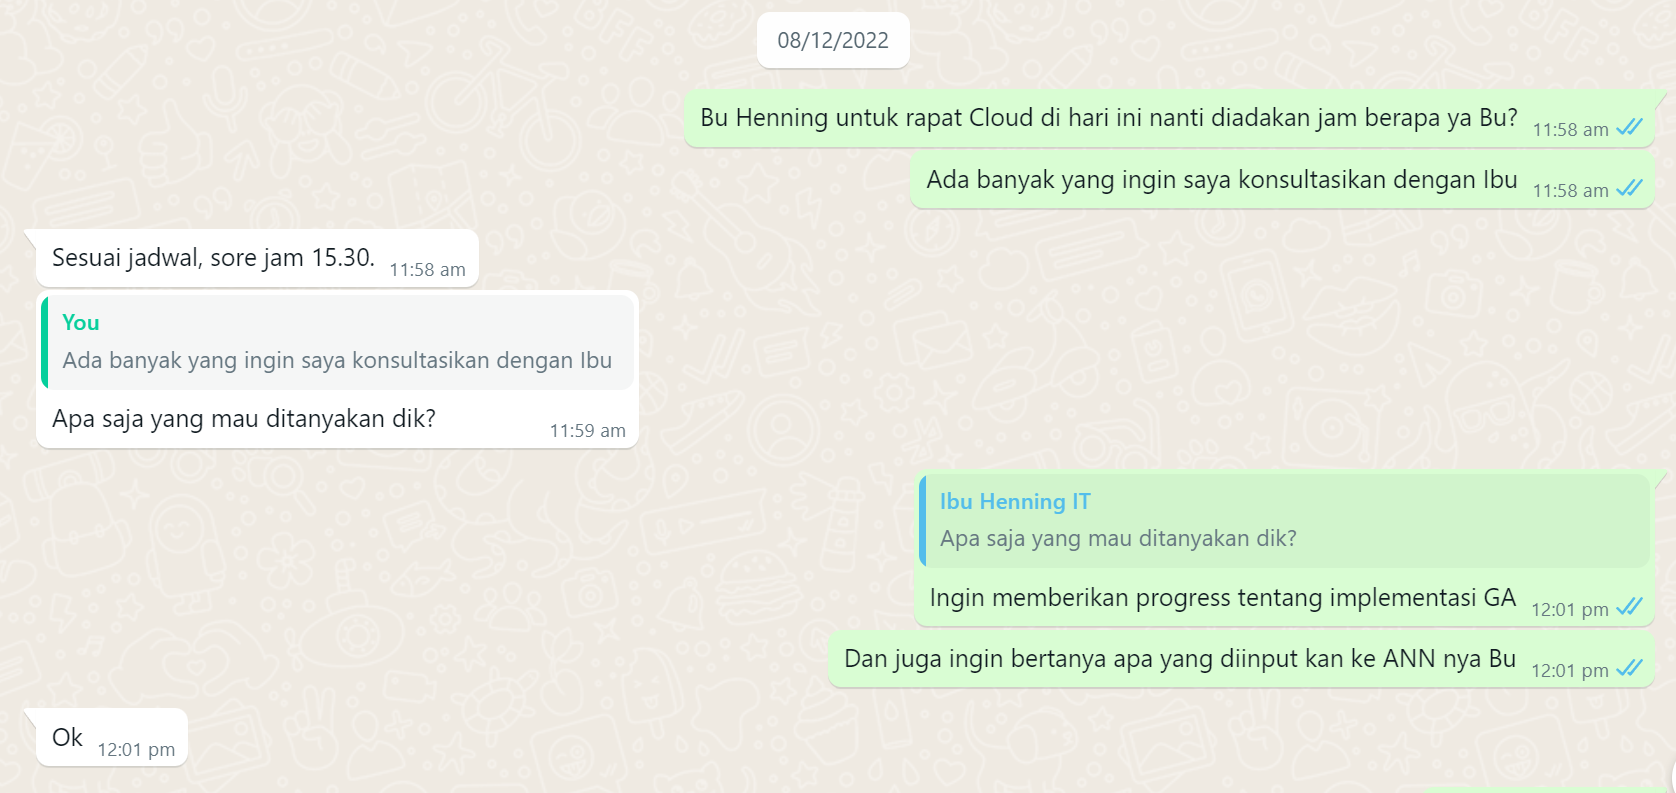 08/12/2022
Bu Henning untuk rapat Cloud di hari ini nanti diadakan jam berapa ya Bu? 11:58 am
Ada banyak yang ingin saya konsultasikan dengan Ibu 11:58 am
Sesuai jadwal, sore jam 15.30. 11:58 am
You
Ada banyak yang ingin saya konsultasikan dengan Ibu
Apa saja yang mau ditanyakan dik? 11:59 am
Ibu Henning IT
Apa saja yang mau ditanyakan dik?
Ingin memberikan progress tentang implementasi GA 12:01 pm
Dan juga ingin bertanya apa yang diinput kan ke ANN nya Bu 12:01 pm
Ok 12:01 pm